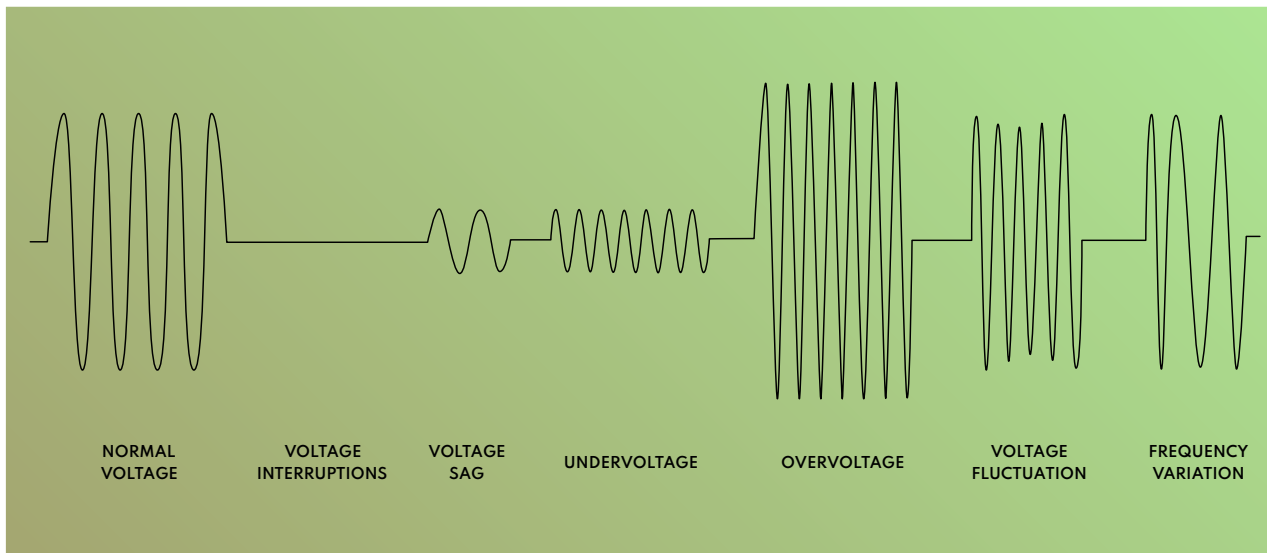 NORMAL
VOLTAGE
VOLTAGE
INTERRUPTIONS
VOLTAGE
SAG
UNDERVOLTAGE
OVERVOLTAGE
VOLTAGE
FLUCTUATION
FREQUENCY
VARIATION